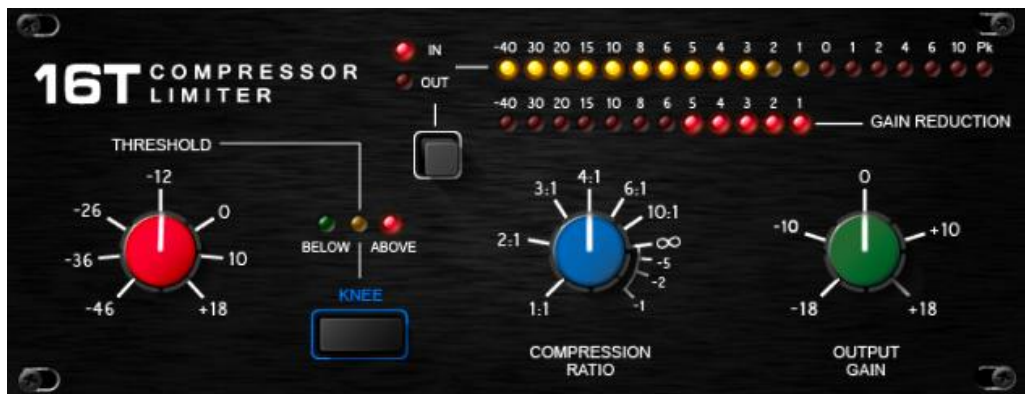 16T COMPRESSOR
LIMITER
IN
OUT
-40 30 20 15 10 8 6 5 4 3 2 1 0 1 2 4 6 10 Pk
-40 30 20 15 10 8 6 5 4 3 2 1
GAIN REDUCTION
THRESHOLD
-46 -36 -26 -12 0 10 +18
BELOW ABOVE
KNEE
1:1 2:1 3:1 4:1 6:1 10:1 ∞ -5 -2 -1
COMPRESSION
RATIO
-18 -10 0 +10 +18
OUTPUT
GAIN